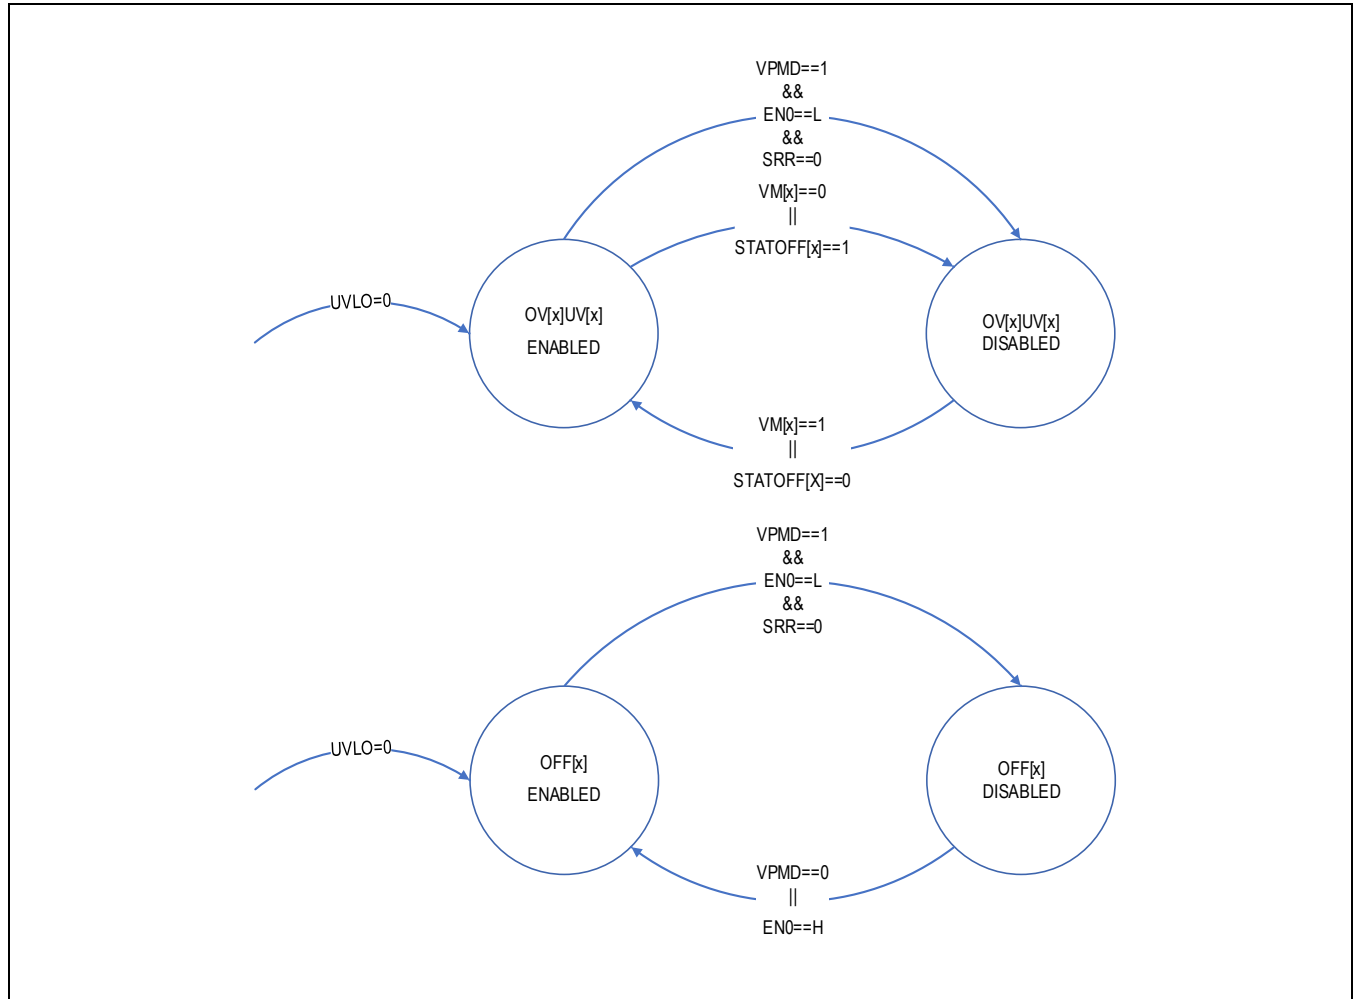 VPMD==1
&&
EN0==L
&&
SRR==0
VM[x]==0
||
STATOFF[x]==1
UVLO=0
OV[x]UV[x]
ENABLED
OV[x]UV[x]
DISABLED
VM[x]==1
||
STATOFF[X]==0
VPMD==1
&&
EN0==L
&&
SRR==0
UVLO=0
OFF[x]
ENABLED
OFF[x]
DISABLED
VPMD==0
||
EN0==H